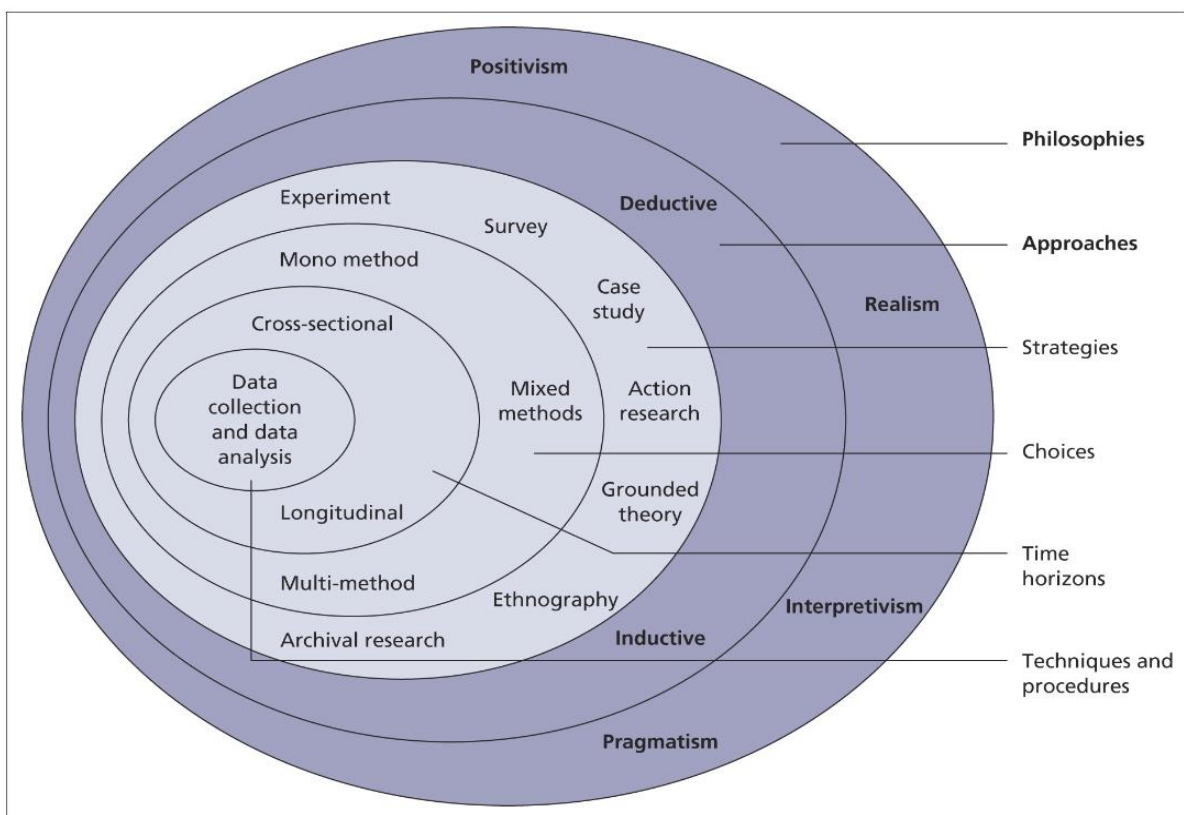 Positivism
Philosophies
Experiment
Survey
Deductive
Approaches
Mono method
Case
study
Realism
Cross-sectional
Strategies
Data
collection
and data
analysis
Mixed
methods
Action
research
Choices
Longitudinal
Grounded
theory
Time
horizons
Multi-method
Ethnography
Interpretivism
Archival research
Inductive
Techniques and
procedures
Pragmatism